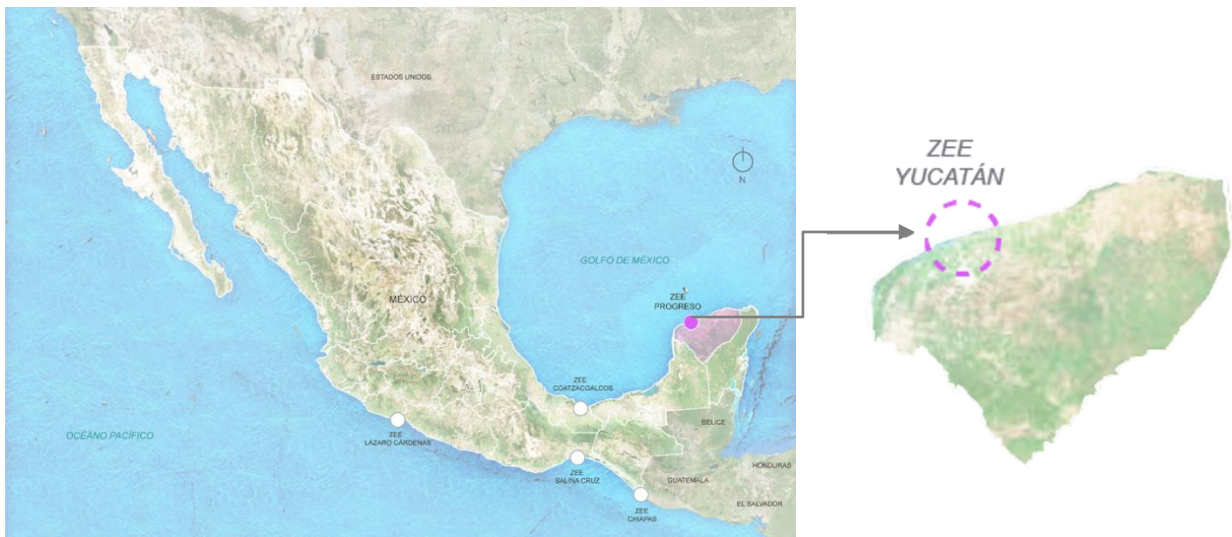 ESTADOS UNIDOS
N
GOLFO DE MÉXICO
ZEE
PROGRESO
MÉXICO
ZEE
COATZACOALCOS
ZEE
LÁZARO CÁRDENAS
OCÉANO PACÍFICO
BELICE
ZEE
SALINA CRUZ
GUATEMALA
HONDURAS
EL SALVADOR
ZEE
CHIAPAS
ZEE
YUCATÁN